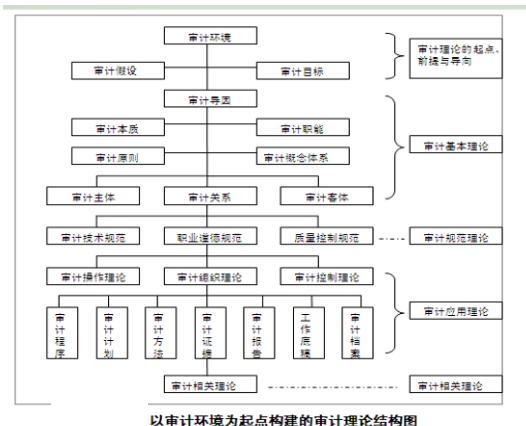 审计环境
审计理论的起点、
前提与导向
审计假设
审计目标
审计导因
审计本质
审计职能
审计基本理论
审计原则
审计概念体系
审计主体
审计关系
审计客体
审计技术规范
职业道德规范
质量控制规范
审计规范理论
审计操作理论
审计组织理论
审计控制理论
审计应用理论
审计程序
审计计划
审计方法
审计证据
审计报告
工作底稿
审计档案
审计相关理论
审计相关理论
以审计环境为起点构建的审计理论结构图